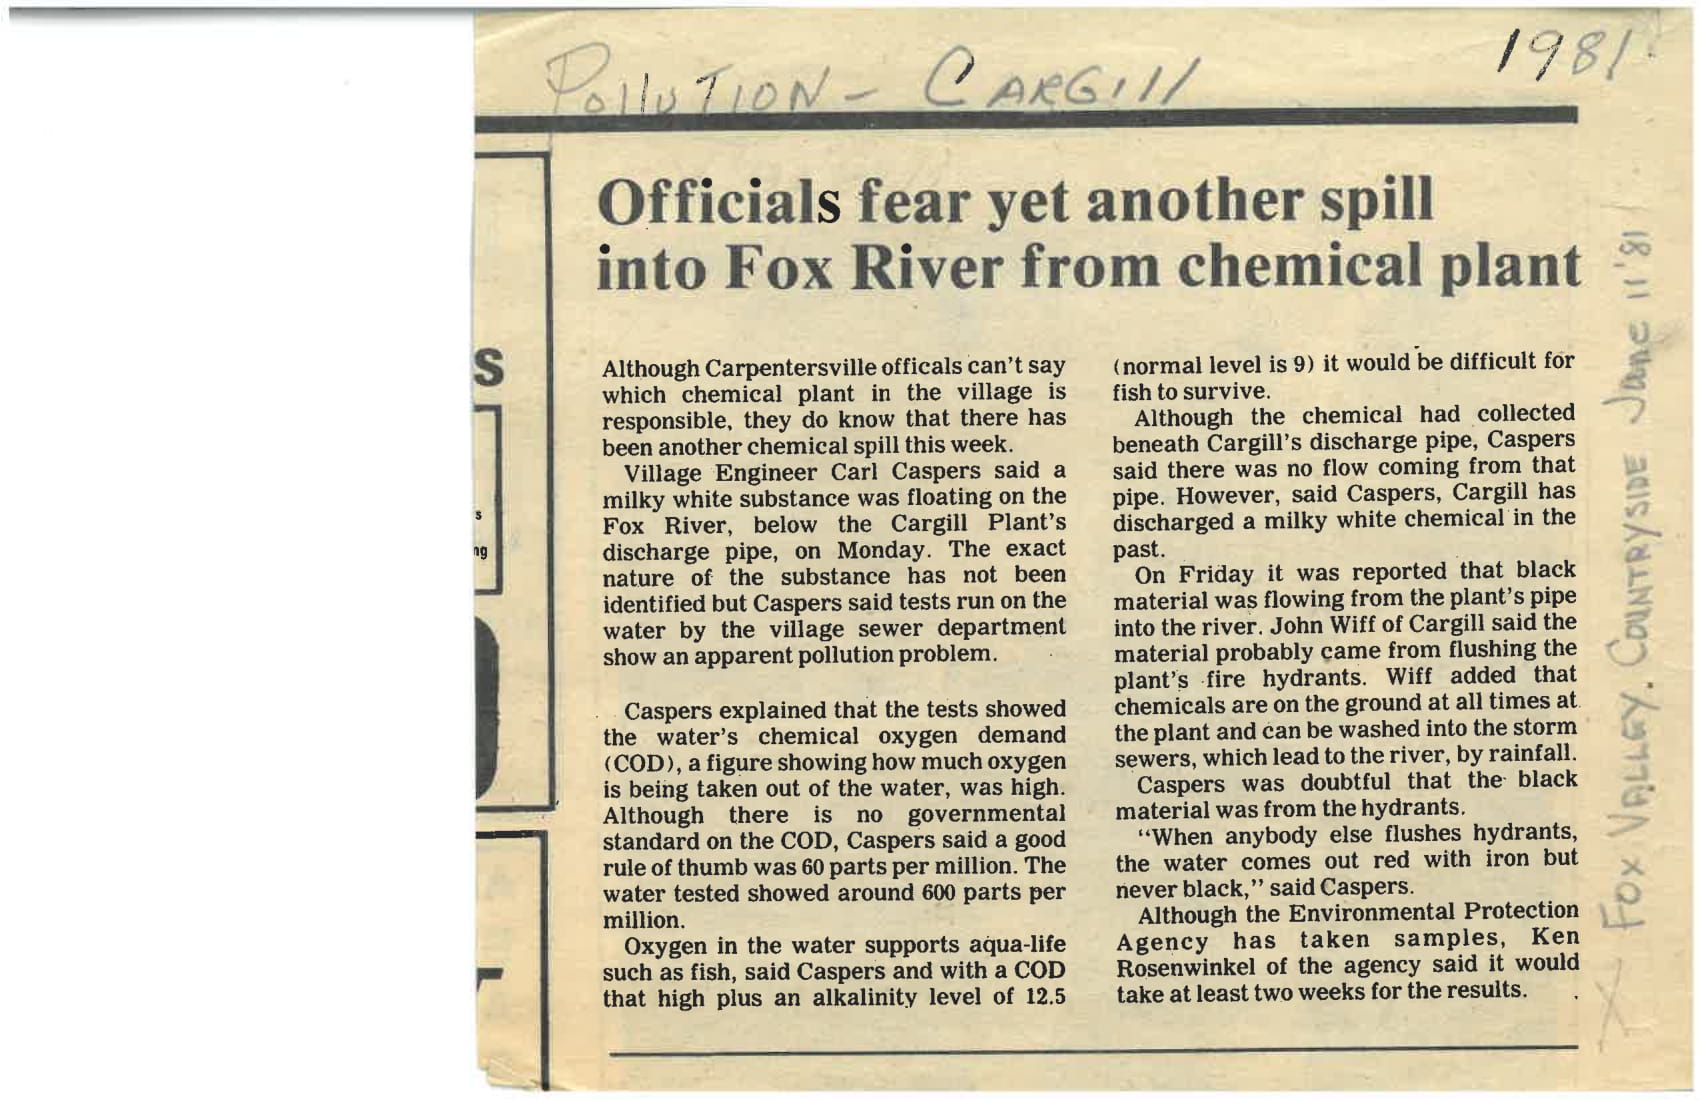 Pollution - Cargill
1981
Officials fear yet another spill
into Fox River from chemical plant
Although Carpentersville officals can't say
which chemical plant in the village is
responsible, they do know that there has
been another chemical spill this week.
Village Engineer Carl Caspers said a
milky white substance was floating on the
Fox River, below the Cargill Plant's
discharge pipe, on Monday. The exact
nature of the substance has not been
identified but Caspers said tests run on the
water by the village sewer department
show an apparent pollution problem.
Caspers explained that the tests showed
the water's chemical oxygen demand
(COD), a figure showing how much oxygen
is being taken out of the water, was high.
Although there is no governmental
standard on the COD, Caspers said a good
rule of thumb was 60 parts per million. The
water tested showed around 600 parts per
million.
Oxygen in the water supports aqua-life
such as fish, said Caspers and with a COD
that high plus an alkalinity level of 12.5
(normal level is 9) it would be difficult for
fish to survive.
Although the chemical had collected
beneath Cargill's discharge pipe, Caspers
said there was no flow coming from that
pipe. However, said Caspers, Cargill has
discharged a milky white chemical in the
past.
On Friday it was reported that black
material was flowing from the plant's pipe
into the river. John Wiff of Cargill said the
material probably came from flushing the
plant's fire hydrants. Wiff added that
chemicals are on the ground at all times at
the plant and can be washed into the storm
sewers, which lead to the river, by rainfall.
Caspers was doubtful that the black
material was from the hydrants.
"When anybody else flushes hydrants,
the water comes out red with iron but
never black," said Caspers.
Although the Environmental Protection
Agency has taken samples, Ken
Rosenwinkel of the agency said it would
take at least two weeks for the results.
X Fox Valley. Countryside June 11 '81
S
s
ng